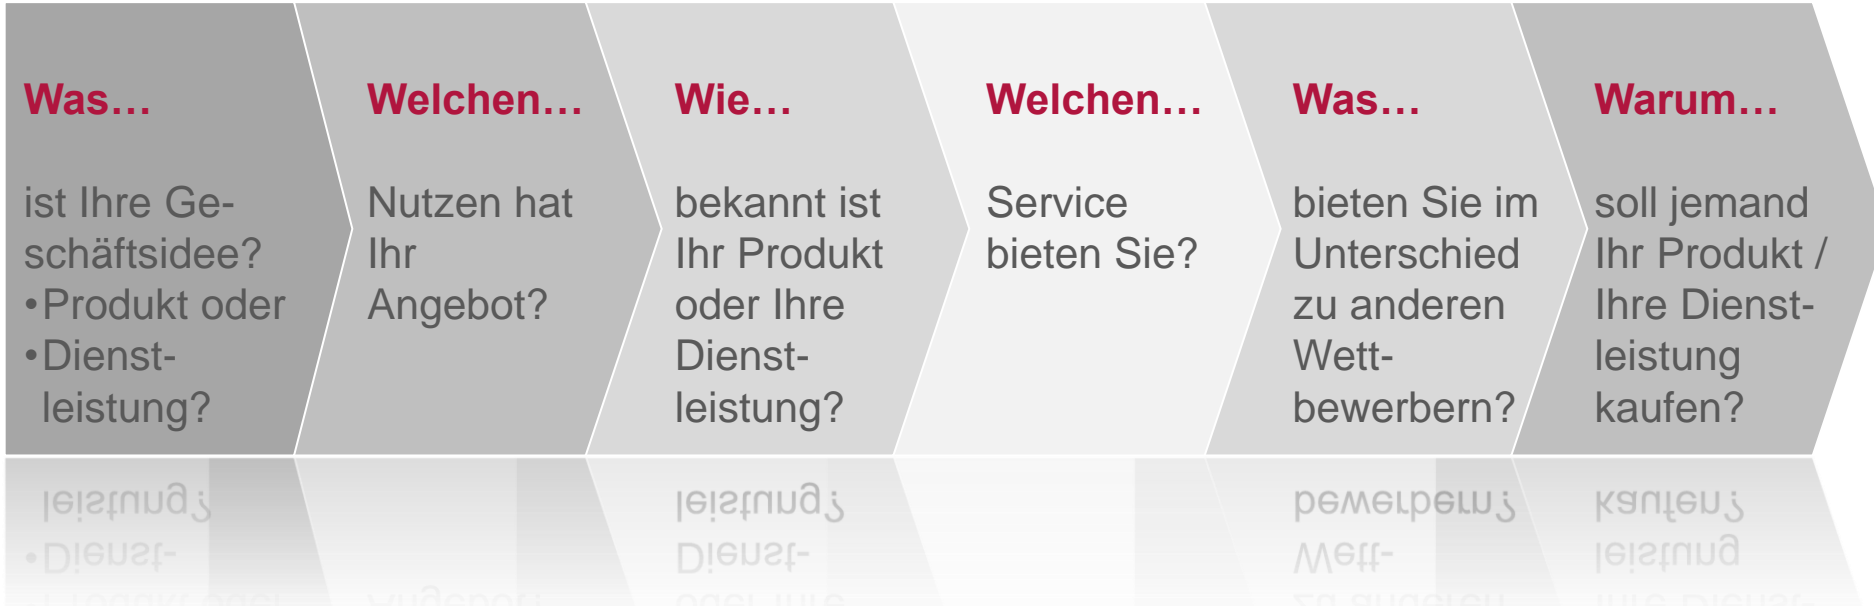 Was…
ist Ihre Ge-
schäftsidee?
•Produkt oder
•Dienst-
leistung?
Welchen…
Nutzen hat
Ihr
Angebot?
Wie…
bekannt ist
Ihr Produkt
oder Ihre
Dienst-
leistung?
Welchen…
Service
bieten Sie?
Was…
bieten Sie im
Unterschied
zu anderen
Wett-
bewerbern?
Warum…
soll jemand
Ihr Produkt /
Ihre Dienst-
leistung
kaufen?